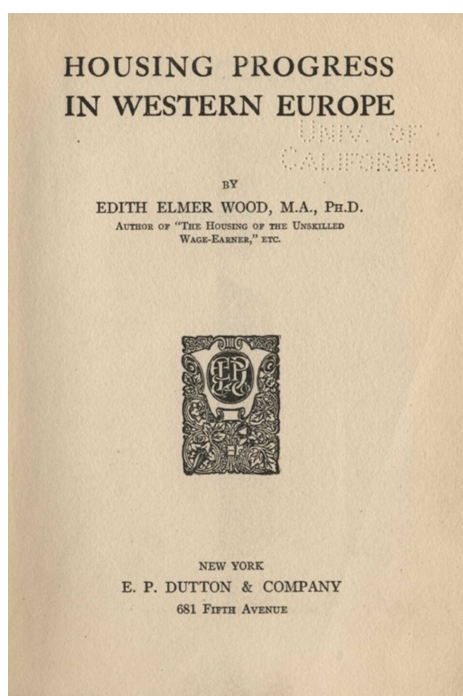 HOUSING PROGRESS
IN WESTERN EUROPE
UNIV. OF
CALIFORNIA
BY
EDITH ELMER WOOD, M.A., PH.D.
AUTHOR OF "THE HOUSING OF THE UNSKILLED
WAGE-EARNER," ETC.
NEW YORK
E. P. DUTTON & COMPANY
681 FIFTH AVENUE